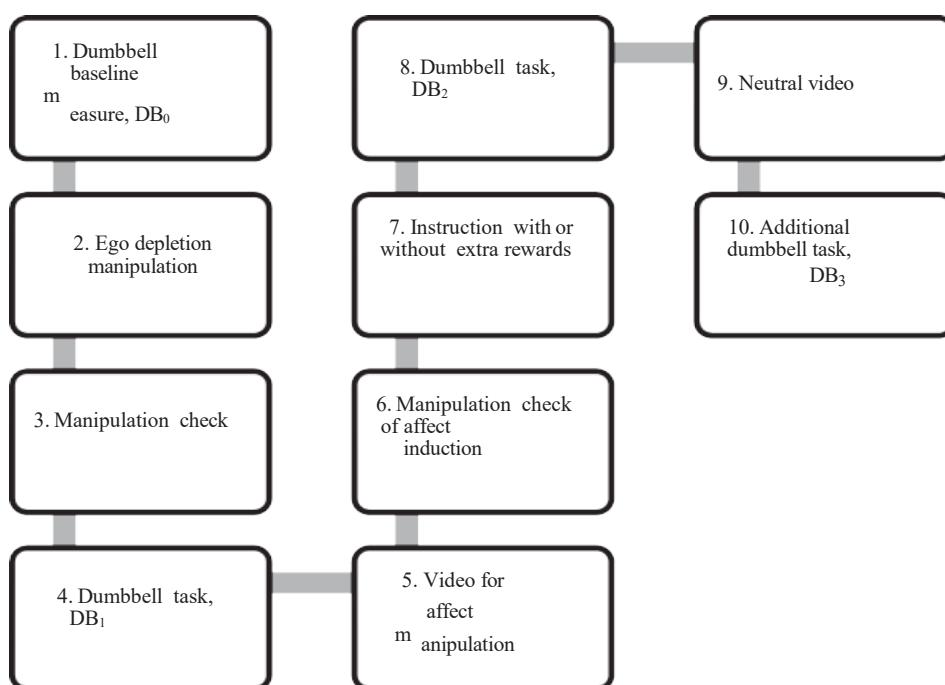 1. Dumbbell
baseline
m
easure, DB₀
2. Ego depletion
manipulation
3. Manipulation check
4. Dumbbell task,
DB₁
5. Video for
affect
m
anipulation
6. Manipulation check
of affect
induction
7. Instruction with or
without extra rewards
8. Dumbbell task,
DB₂
9. Neutral video
10. Additional
dumbbell task,
DB₃